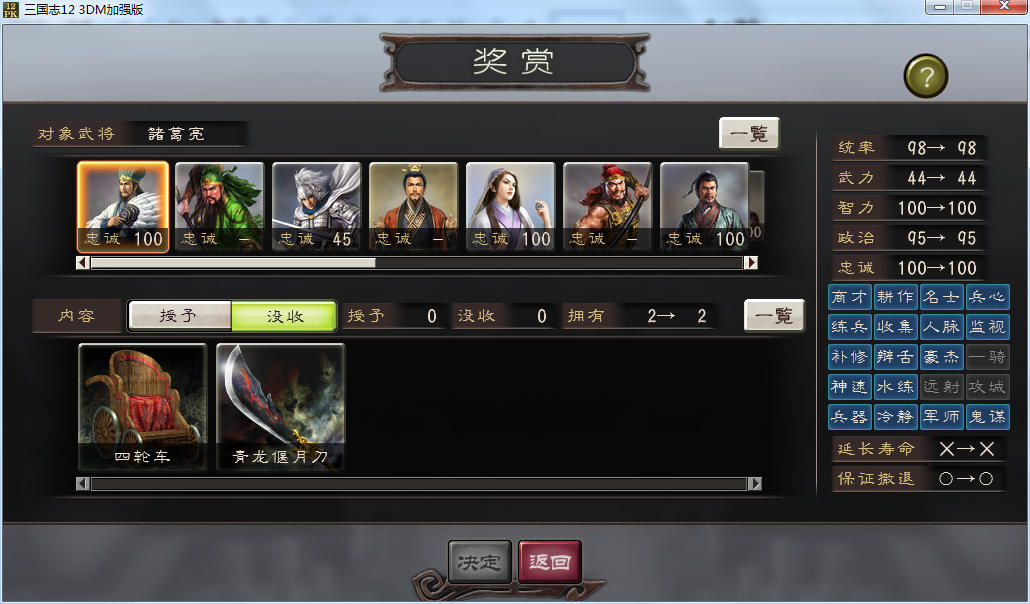 12 PK 三国志12 3DM加强版
奖赏
?
对象武将 諸葛亮 一覧
忠诚 100 忠诚 — 忠诚 45 忠诚 — 忠诚 100 忠诚 — 忠诚 100 00
内容 授予 没收 授予 0 没收 0 拥有 2→ 2 一覧
四轮车 青龙偃月刀
统率 98→ 98
武力 44→ 44
智力 100→100
政治 95→ 95
忠诚 100→100
商才 耕作 名士 兵心
练兵 收集 人脉 监视
补修 辩舌 豪杰 一骑
神速 水练 远射 攻城
兵器 冷静 军师 鬼谋
延长寿命 ×→×
保证撤退 ○→○
决定 返回